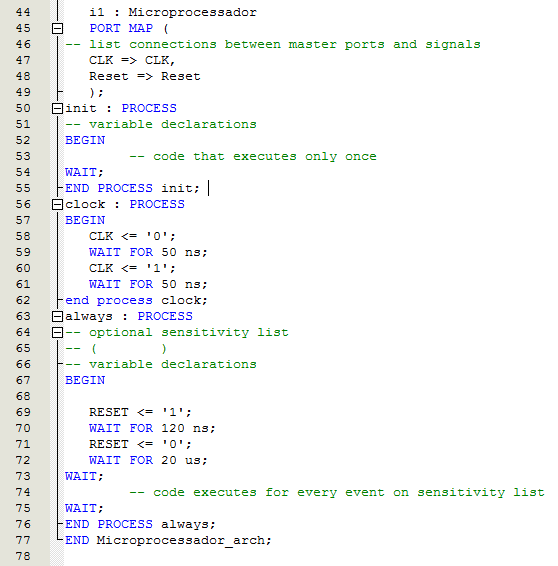 44 i1 : Microprocessador
45 PORT MAP (
46 -- list connections between master ports and signals
47 CLK => CLK,
48 Reset => Reset
49 );
50 init : PROCESS
51 -- variable declarations
52 BEGIN
53 -- code that executes only once
54 WAIT;
55 END PROCESS init;
56 clock : PROCESS
57 BEGIN
58 CLK <= '0';
59 WAIT FOR 50 ns;
60 CLK <= '1';
61 WAIT FOR 50 ns;
62 end process clock;
63 always : PROCESS
64 -- optional sensitivity list
65 -- ( )
66 -- variable declarations
67 BEGIN
68
69 RESET <= '1';
70 WAIT FOR 120 ns;
71 RESET <= '0';
72 WAIT FOR 20 us;
73 WAIT;
74 -- code executes for every event on sensitivity list
75 WAIT;
76 END PROCESS always;
77 END Microprocessador_arch;
78